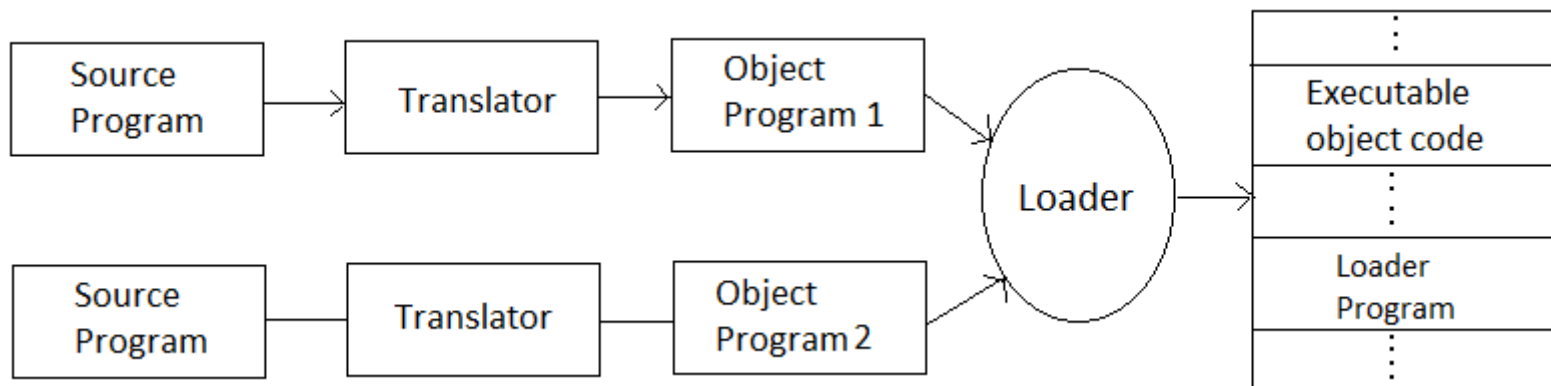 Source
Program
Translator
Object
Program 1
Loader
Executable
object code
Loader
Program
Source
Program
Translator
Object
Program 2